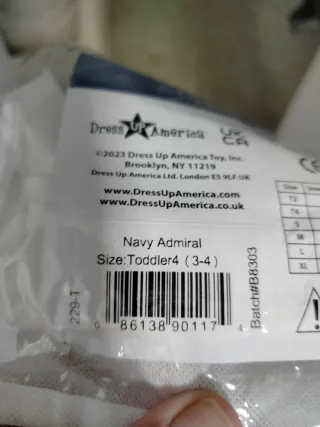 Dress UP America
UK
CA
©2023 Dress Up America Toy, Inc.
Brooklyn, NY 11219
Dress Up America Ltd. London E5 9LF UK
www.DressUpAmerica.com
www.DressUpAmerica.co.uk
CE
Size
T2
T4
S
M
L
XL
Navy Admiral
Size:Toddler4 (3-4)
229-T
Batch#B8303
0 86138 90117 4